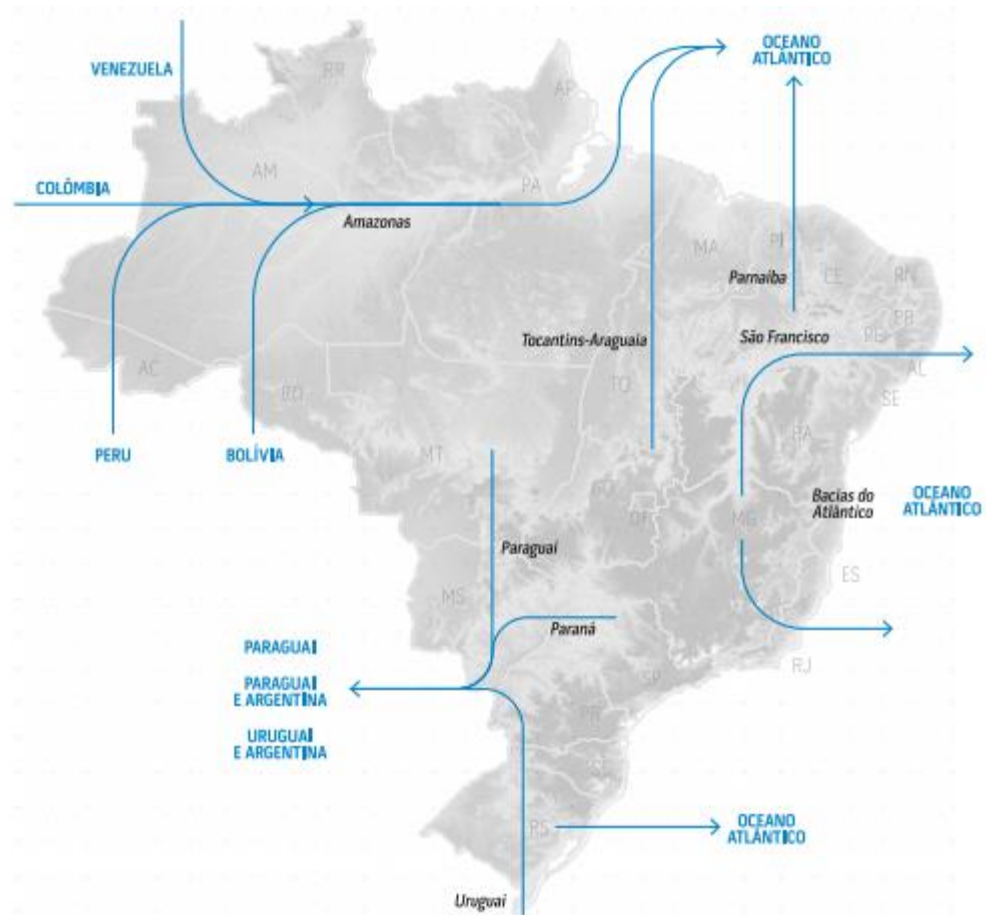 OCEANO
ATLÂNTICO
VENEZUELA
RR
AP
AM
COLÔMBIA
PA
Amazonas
MA
PI
CE
RN
Parnaíba
PB
PE
São Francisco
Tocantins-Araguaia
AL
AC
RO
TO
SE
BA
PERU
BOLÍVIA
MT
GO
DF
MG
Bacias do
Atlântico
OCEANO
ATLÂNTICO
Paraguai
ES
MS
Paraná
PARAGUAI
RJ
SP
PARAGUAI
E ARGENTINA
PR
URUGUAI
E ARGENTINA
SC
RS
OCEANO
ATLÂNTICO
Uruguai